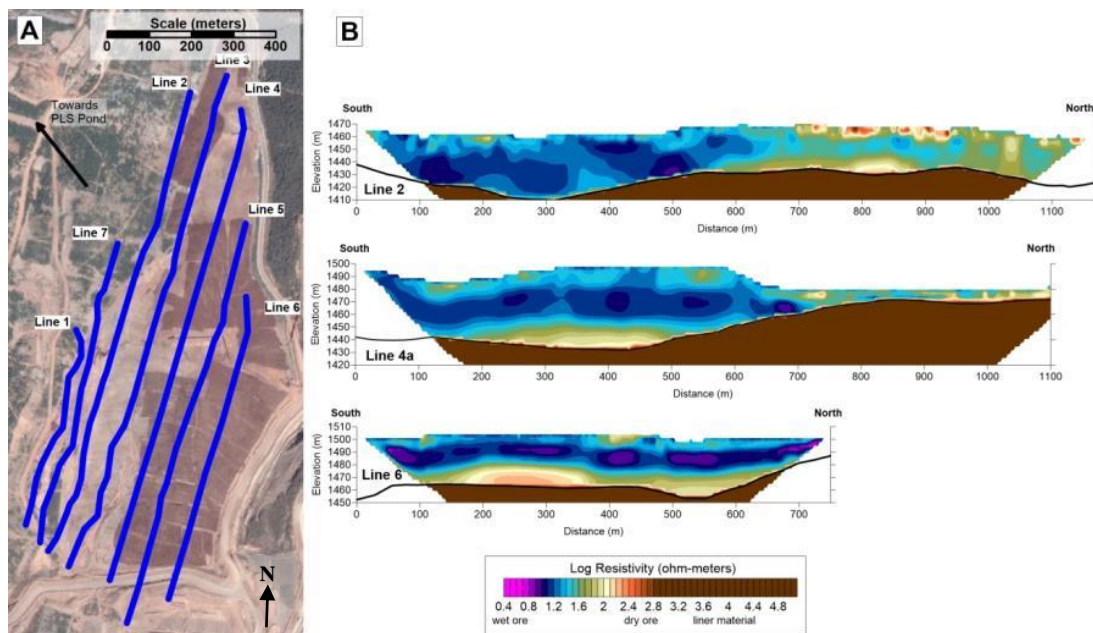 A
Scale (meters)
0 100 200 300 400
Line 3
Line 2
Line 4
Towards
PLS Pond
Line 5
Line 7
Line 6
Line 1
N
B
South
North
1470
1460
1450
1440
1430
1420
1410
Elevation (m)
Line 2
0 100 200 300 400 500 600 700 800 900 1000 1100
Distance (m)
South
North
1500
1490
1480
1470
1460
1450
1440
1430
1420
Elevation (m)
Line 4a
0 100 200 300 400 500 600 700 800 900 1000 1100
Distance (m)
South
North
1510
1500
1490
1480
1470
1460
1450
Elevation (m)
Line 6
0 100 200 300 400 500 600 700
Distance (m)
Log Resistivity (ohm-meters)
0.4 0.8 1.2 1.6 2 2.4 2.8 3.2 3.6 4 4.4 4.8
wet ore dry ore liner material